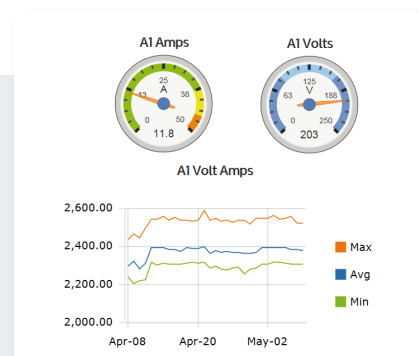 A1 Amps
A1 Volts
25
A
13
38
0
50
11.8
125
V
63
188
0
250
203
A1 Volt Amps
2,600.00
2,400.00
2,200.00
2,000.00
Apr-08
Apr-20
May-02
Max
Avg
Min